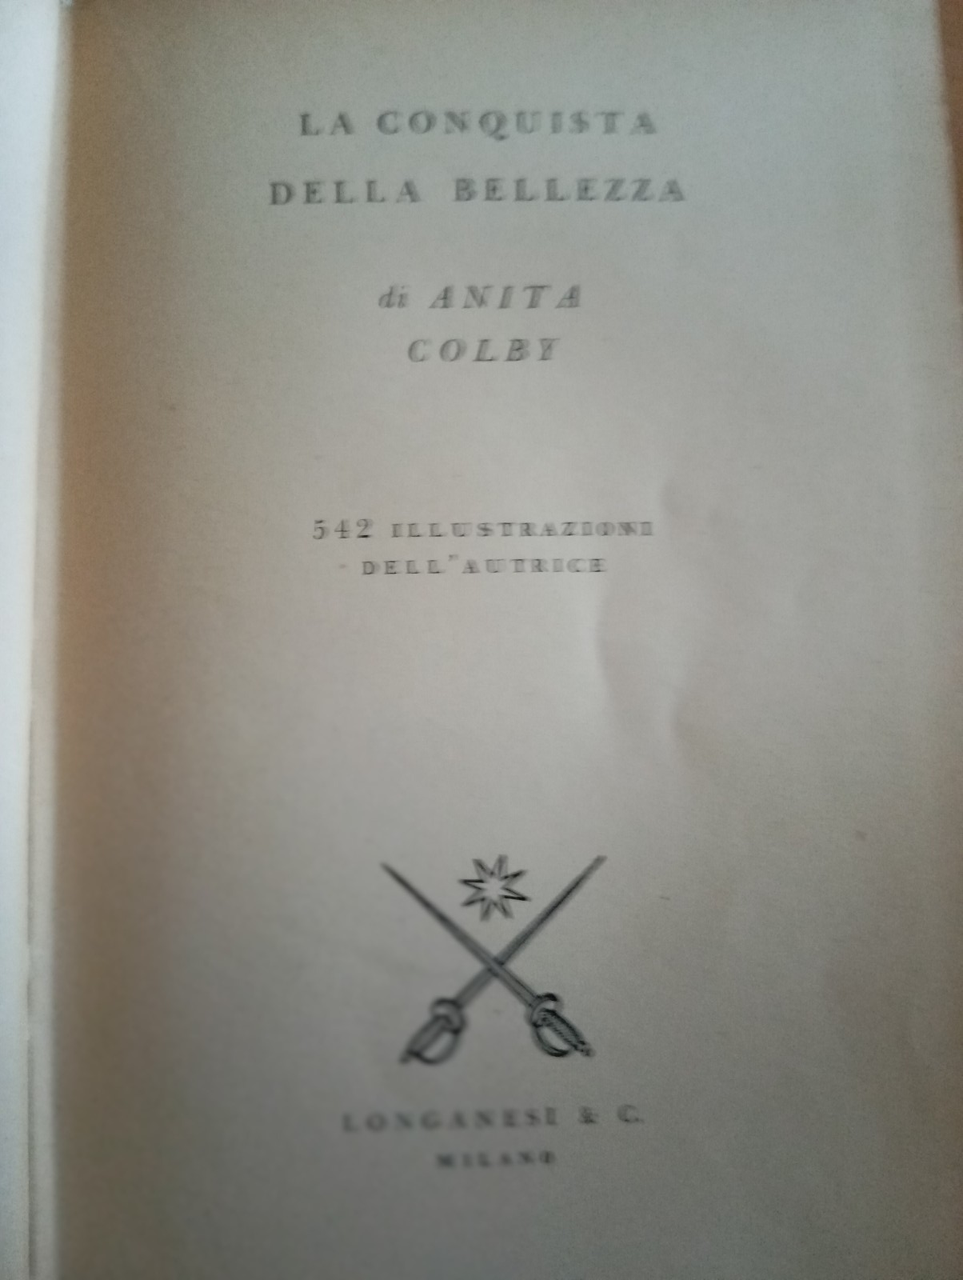 LA CONQUISTA
DELLA BELLEZZA
di ANITA
COLBY
542 ILLUSTRAZIONI
DELL'AUTRICE
LONGANESI & C.
MILANO